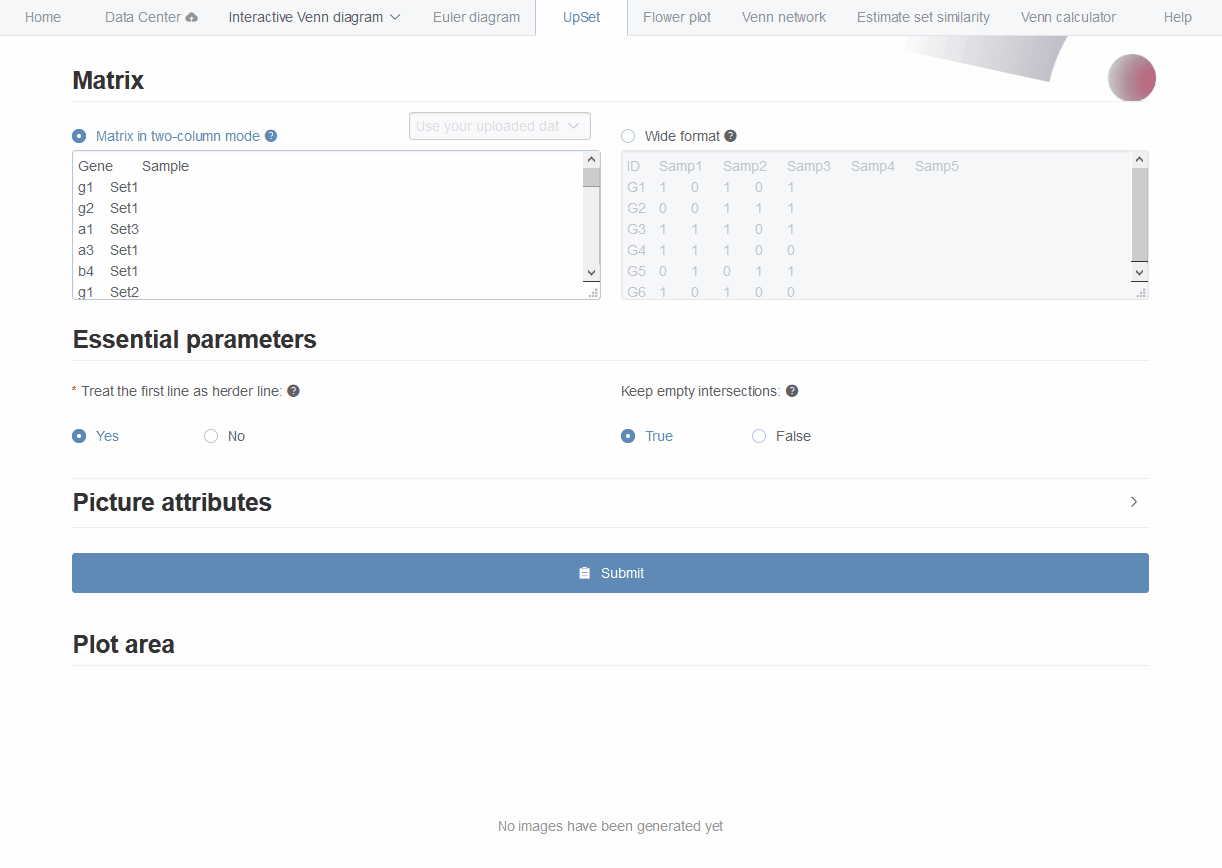 Home Data Center Interactive Venn diagram Euler diagram UpSet Flower plot Venn network Estimate set similarity Venn calculator Help
Matrix
Matrix in two-column mode ? Use your uploaded dat
Gene Sample
g1 Set1
g2 Set1
a1 Set3
a3 Set1
b4 Set1
g1 Set2
Wide format ?
ID Samp1 Samp2 Samp3 Samp4 Samp5
G1 1 0 1 0 1
G2 0 0 1 1 1
G3 1 1 1 0 1
G4 1 1 1 0 0
G5 0 1 0 1 1
G6 1 0 1 0 0
Essential parameters
* Treat the first line as herder line: ?
Yes No
Keep empty intersections: ?
True False
Picture attributes
Submit
Plot area
No images have been generated yet